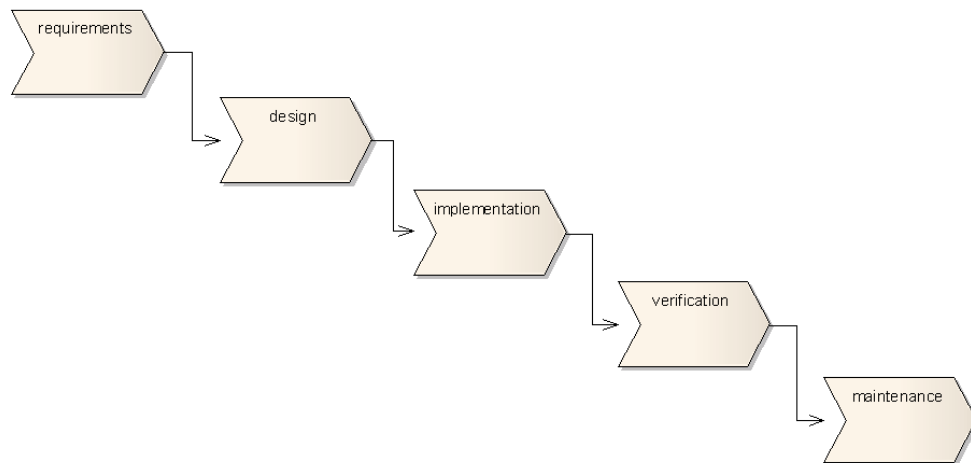 requirements
design
implementation
verification
maintenance